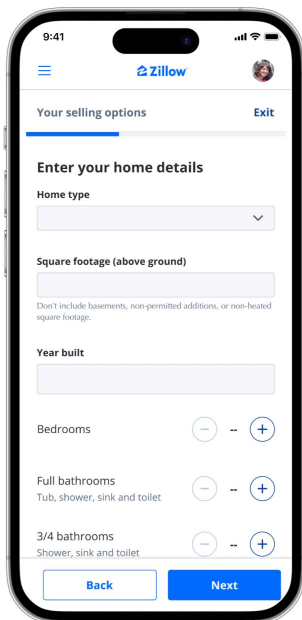 9:41
Zillow
Your selling options
Exit
Enter your home details
Home type
Square footage (above ground)
Don't include basements, non-permitted additions, or non-heated
square footage.
Year built
Bedrooms
--
Full bathrooms
Tub, shower, sink and toilet
--
3/4 bathrooms
Shower, sink and toilet
--
Back
Next